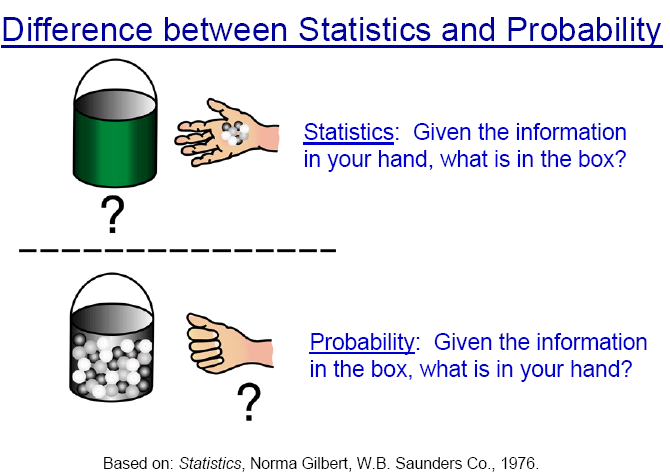 Difference between Statistics and Probability
Statistics: Given the information
in your hand, what is in the box?
?
Probability: Given the information
in the box, what is in your hand?
?
Based on: Statistics, Norma Gilbert, W.B. Saunders Co., 1976.